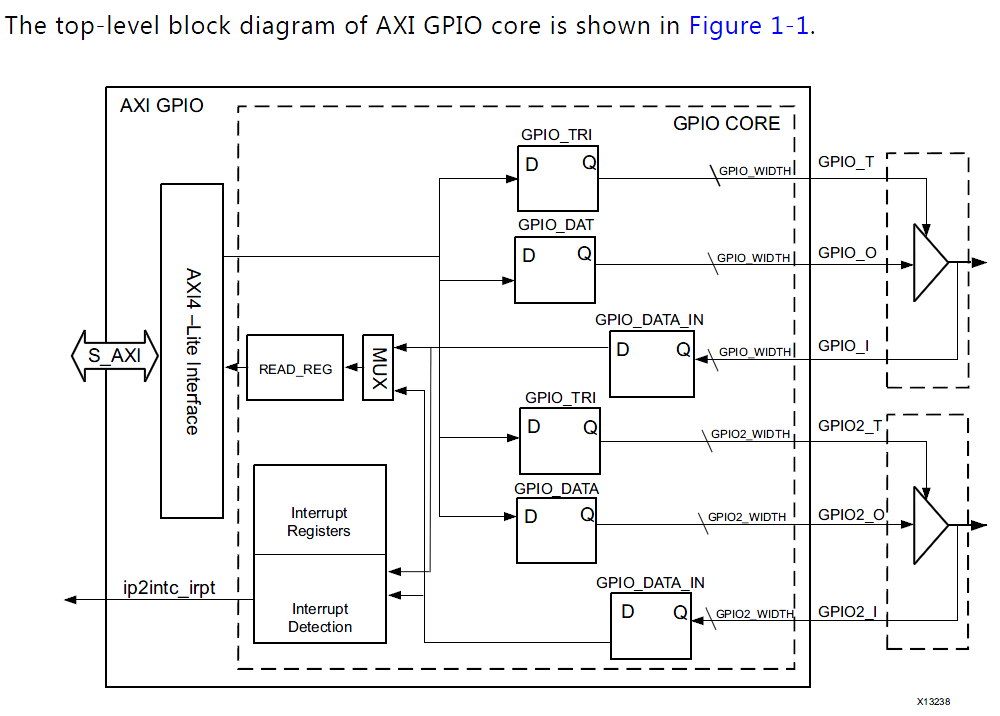 The top-level block diagram of AXI GPIO core is shown in Figure 1-1.
AXI GPIO
GPIO CORE
GPIO_TRI
D Q
GPIO_WIDTH
GPIO_T
GPIO_DAT
D Q
GPIO_WIDTH
GPIO_O
AXI4 –Lite Interface
S_AXI
READ_REG
MUX
GPIO_DATA_IN
D Q
GPIO_WIDTH
GPIO_I
GPIO_TRI
D Q
GPIO2_WIDTH
GPIO2_T
GPIO_DATA
D Q
GPIO2_WIDTH
GPIO2_O
Interrupt
Registers
ip2intc_irpt
Interrupt
Detection
GPIO_DATA_IN
D Q
GPIO2_WIDTH
GPIO2_I
X13238